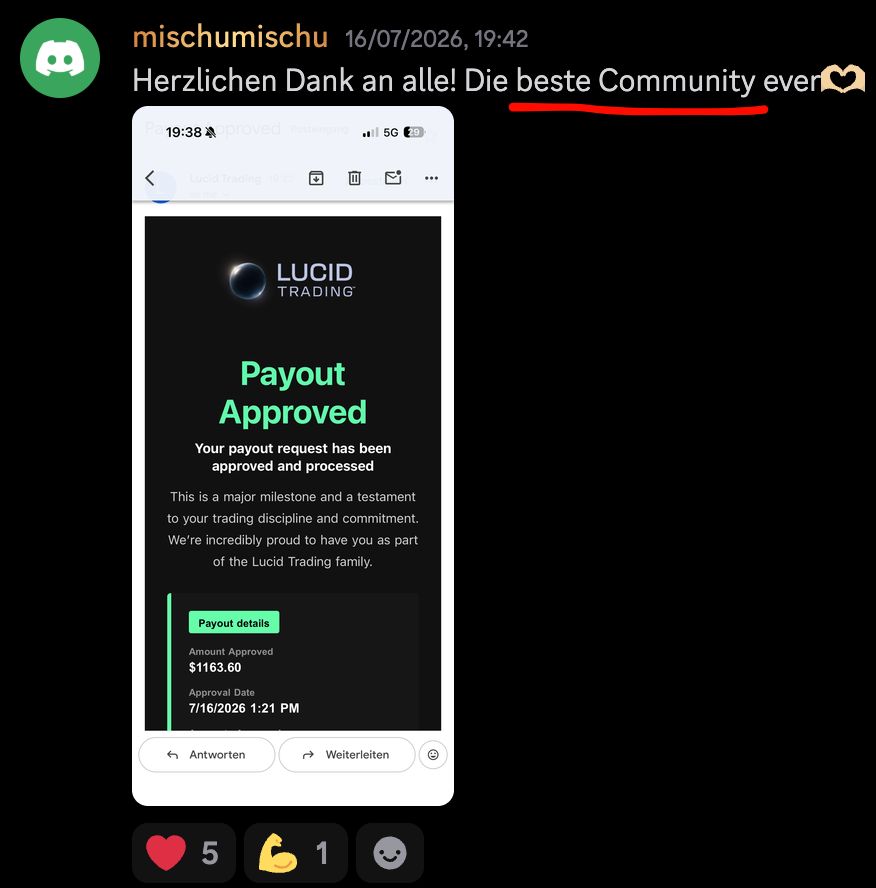 mischumischu 16/07/2026, 19:42
Herzlichen Dank an alle! Die beste Community ever
19:38 5G 29
Lucid Trading
LUCID
TRADING
Payout
Approved
Your payout request has been
approved and processed
This is a major milestone and a testament
to your trading discipline and commitment.
We're incredibly proud to have you as part
of the Lucid Trading family.
Payout details
Amount Approved
$1163.60
Approval Date
7/16/2026 1:21 PM
Antworten Weiterleiten
5 1